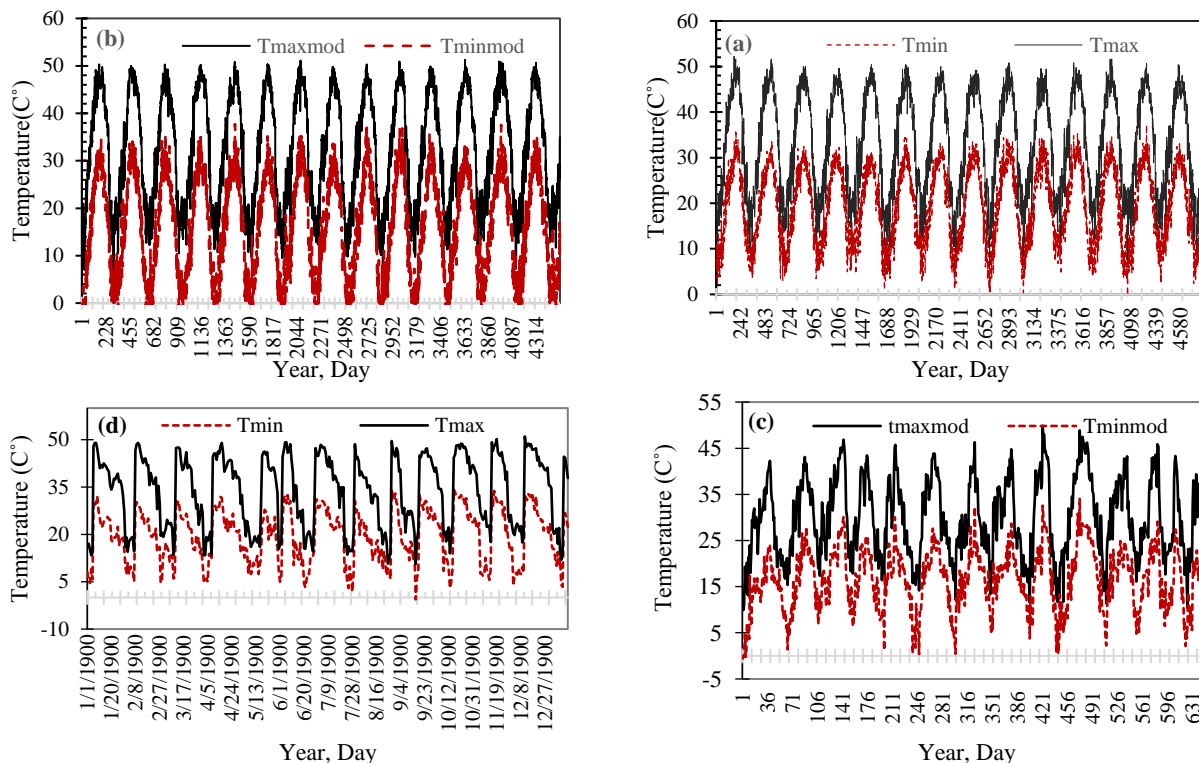 (b) Tmaxmod Tminmod
60
50
40
30
20
10
0
Temperature(C°)
1 228 455 682 909 1136 1363 1590 1817 2044 2271 2498 2725 2952 3179 3406 3633 3860 4087 4314
Year, Day
(a) Tmin Tmax
60
50
40
30
20
10
0
Temperature(C°)
1 242 483 724 965 1206 1447 1688 1929 2170 2411 2652 2893 3134 3375 3616 3857 4098 4339 4580
Year, Day
(d) Tmin Tmax
50
35
20
5
-10
Temperature (C°)
1/1/1900 1/20/1900 2/8/1900 2/27/1900 3/17/1900 4/5/1900 4/24/1900 5/13/1900 6/1/1900 6/20/1900 7/9/1900 7/28/1900 8/16/1900 9/4/1900 9/23/1900 10/12/1900 10/31/1900 11/19/1900 12/8/1900 12/27/1900
Year, Day
(c) tmaxmod Tminmod
55
45
35
25
15
5
-5
Temperature (C°)
1 36 71 106 141 176 211 246 281 316 351 386 421 456 491 526 561 596 631
Year, Day